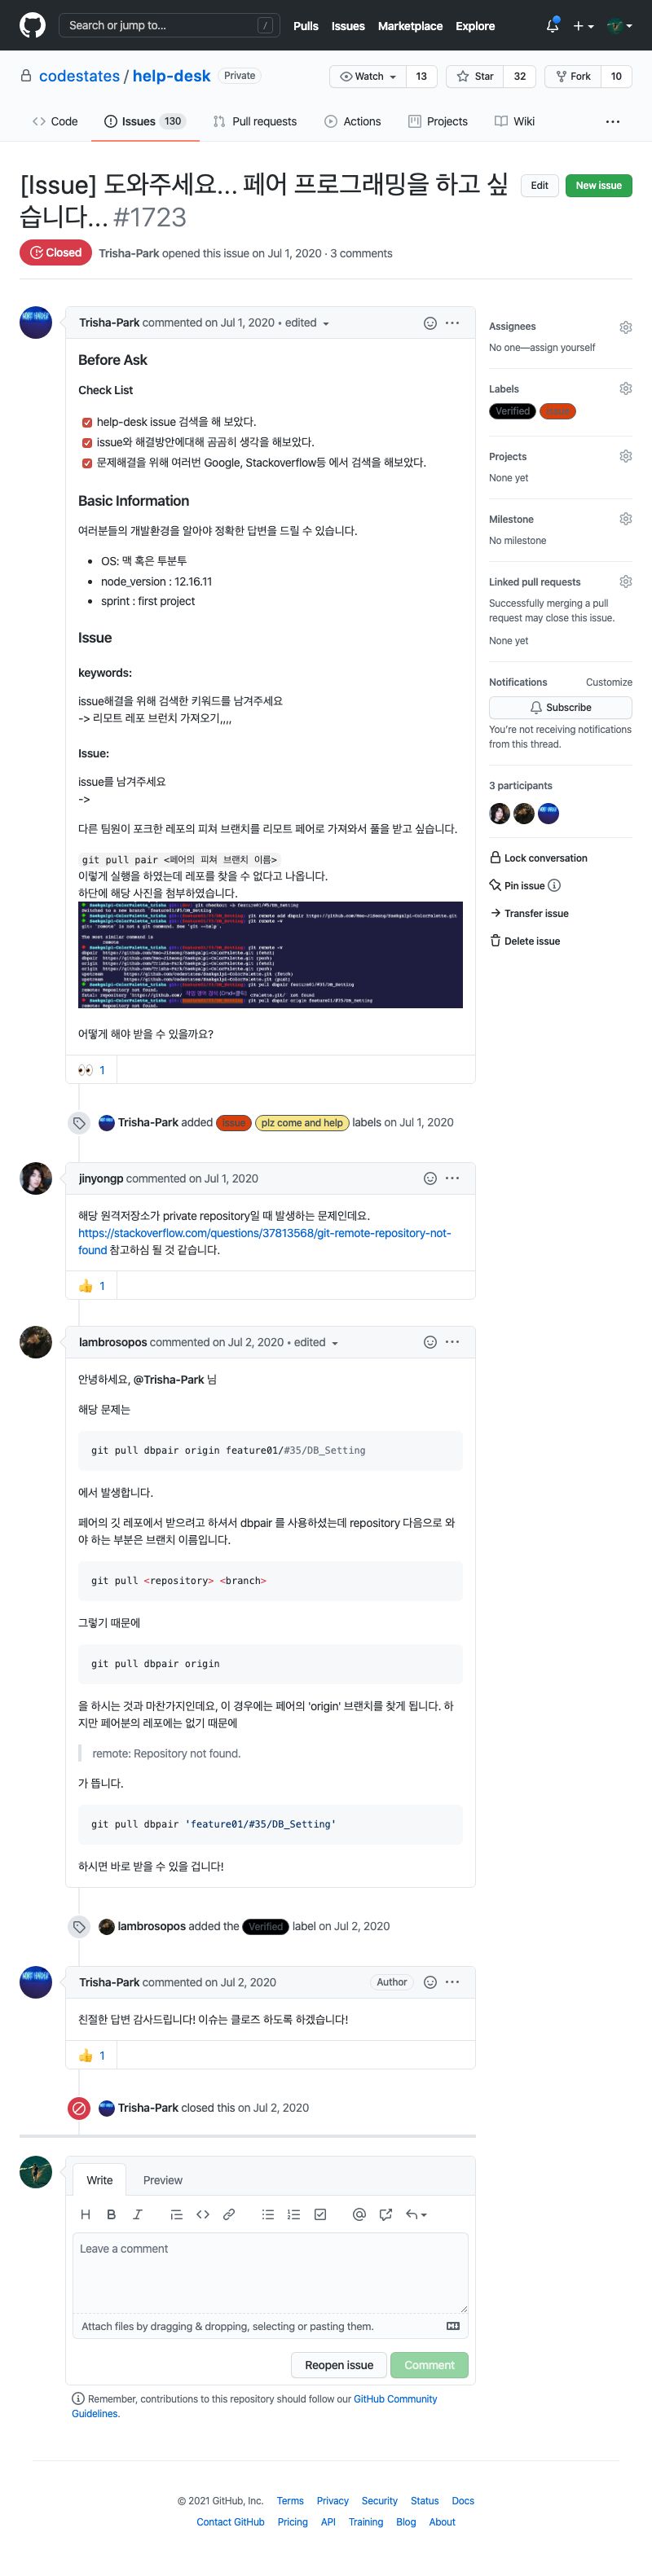 Search or jump to...
/
Pulls Issues Marketplace Explore
codestates / help-desk Private
Watch 13 Star 32 Fork 10
Code Issues 130 Pull requests Actions Projects Wiki
[Issue] 도와주세요... 페어 프로그래밍을 하고 싶
습니다... #1723
Edit New issue
Closed Trisha-Park opened this issue on Jul 1, 2020 · 3 comments
Trisha-Park commented on Jul 1, 2020 • edited
Before Ask
Check List
help-desk issue 검색을 해 보았다.
issue와 해결방안에대해 곰곰히 생각을 해보았다.
문제해결을 위해 여러번 Google, Stackoverflow등 에서 검색을 해보았다.
Basic Information
여러분들의 개발환경을 알아야 정확한 답변을 드릴 수 있습니다.
OS: 맥 혹은 투분투
node_version : 12.16.11
sprint : first project
Issue
keywords:
issue해결을 위해 검색한 키워드를 남겨주세요
-> 리모트 레포 브런치 가져오기,,,,
Issue:
issue를 남겨주세요
->
다른 팀원이 포크한 레포의 피쳐 브랜치를 리모트 페어로 가져와서 풀을 받고 싶습니다.
git pull pair <페어의 피쳐 브랜치 이름>
이렇게 실행을 하였는데 레포를 찾을 수 없다고 나옵니다.
하단에 해당 사진을 첨부하였습니다.
어떻게 해야 받을 수 있을까요?
👀 1
Trisha-Park added issue plz come and help labels on Jul 1, 2020
jinyongp commented on Jul 1, 2020
해당 원격저장소가 private repository일 때 발생하는 문제인데요.
https://stackoverflow.com/questions/37813568/git-remote-repository-not-
found 참고하심 될 것 같습니다.
👍 1
lambrosopos commented on Jul 2, 2020 • edited
안녕하세요, @Trisha-Park 님
해당 문제는
git pull dbpair origin feature01/#35/DB_Setting
에서 발생합니다.
페어의 깃 레포에서 받으려고 하셔서 dbpair 를 사용하셨는데 repository 다음으로 와
야 하는 부분은 브랜치 이름입니다.
git pull <repository> <branch>
그렇기 때문에
git pull dbpair origin
을 하시는 것과 마찬가지인데요, 이 경우에는 페어의 'origin' 브랜치를 찾게 됩니다. 하
지만 페어분의 레포에는 없기 때문에
remote: Repository not found.
가 뜹니다.
git pull dbpair 'feature01/#35/DB_Setting'
하시면 바로 받을 수 있을 겁니다!
lambrosopos added the Verified label on Jul 2, 2020
Trisha-Park commented on Jul 2, 2020 Author
친절한 답변 감사드립니다! 이슈는 클로즈 하도록 하겠습니다!
👍 1
Trisha-Park closed this on Jul 2, 2020
Write Preview
Leave a comment
Attach files by dragging & dropping, selecting or pasting them.
Reopen issue Comment
Remember, contributions to this repository should follow our GitHub Community
Guidelines.
Assignees
No one—assign yourself
Labels
Verified issue
Projects
None yet
Milestone
No milestone
Linked pull requests
Successfully merging a pull
request may close this issue.
None yet
Notifications Customize
Subscribe
You're not receiving notifications
from this thread.
3 participants
Lock conversation
Pin issue
Transfer issue
Delete issue
© 2021 GitHub, Inc. Terms Privacy Security Status Docs
Contact GitHub Pricing API Training Blog About